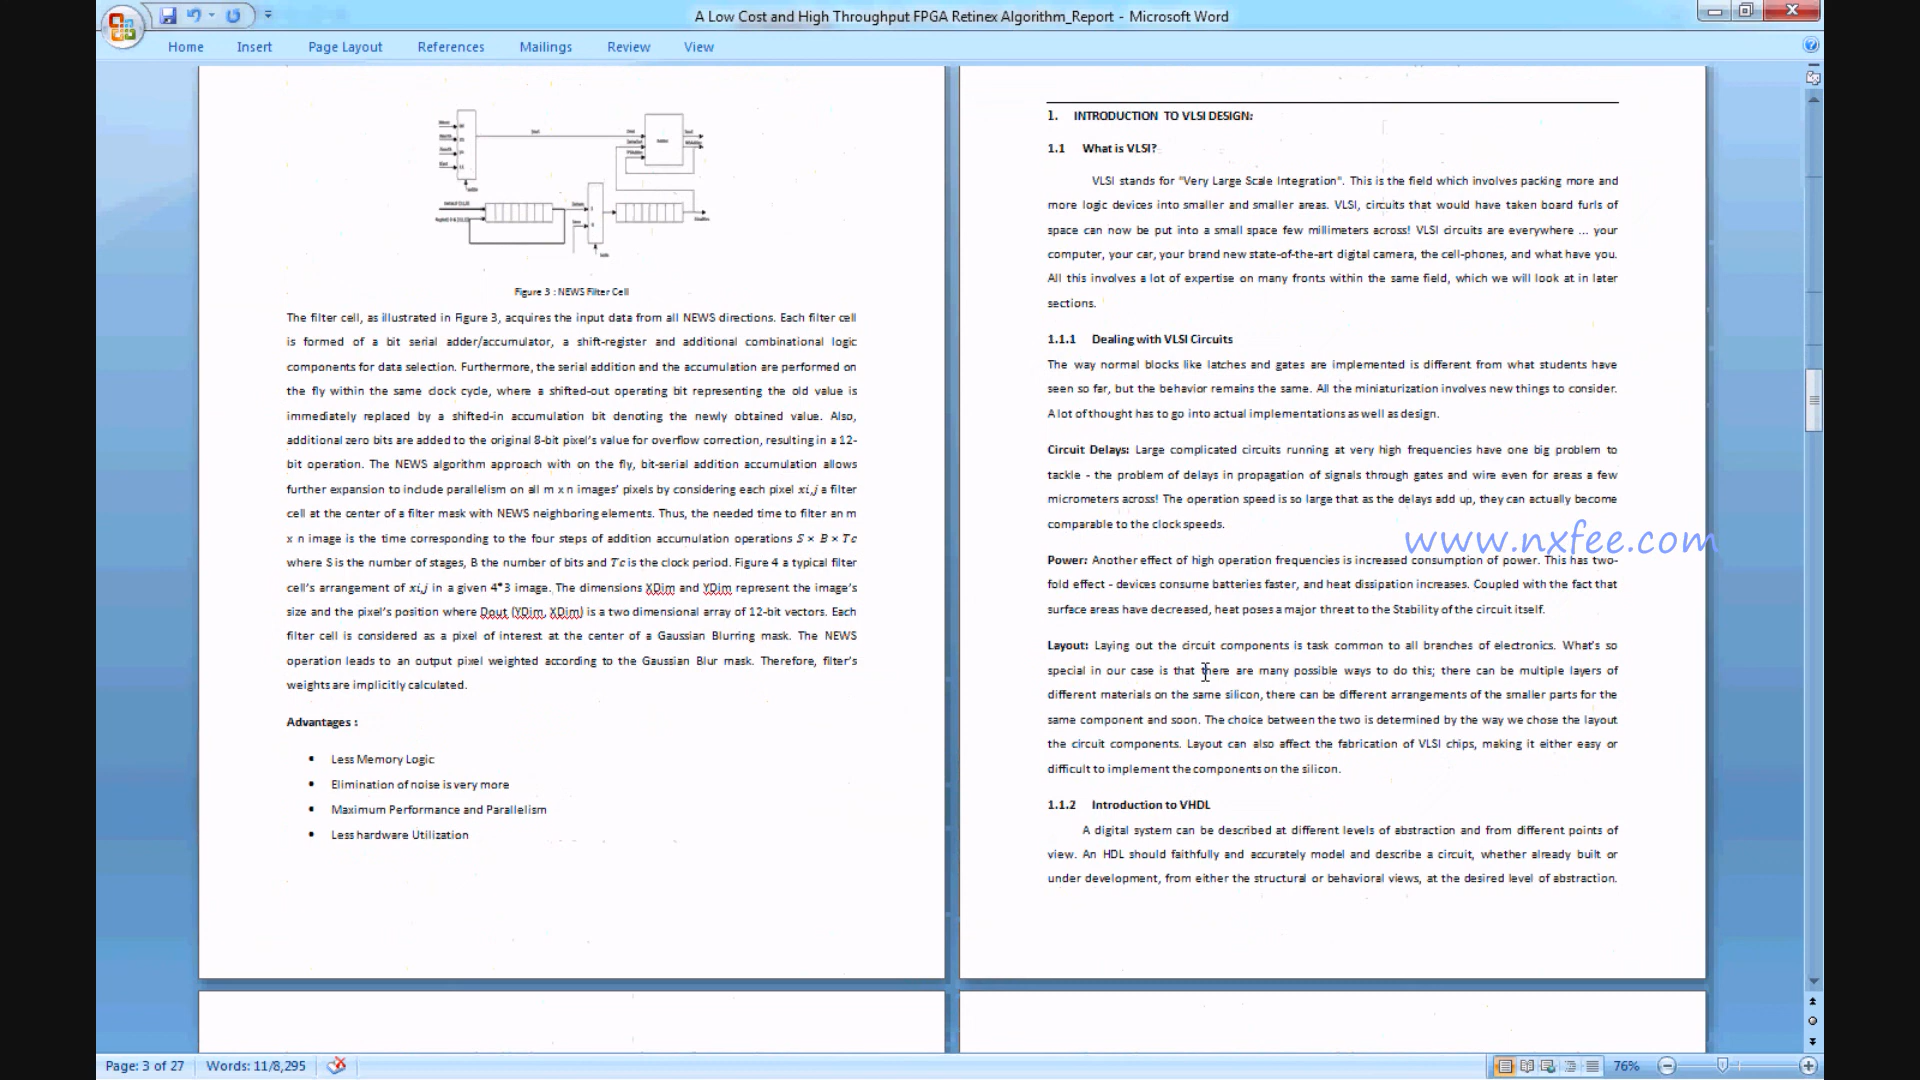 A Low Cost and High Throughput FPGA Retinex Algorithm_Report - Microsoft Word
Home Insert Page Layout References Mailings Review View
Figure 3 : NEWS Filter Cell
The filter cell, as illustrated in Figure 3, acquires the input data from all NEWS directions. Each filter cell
is formed of a bit serial adder/accumulator, a shift-register and additional combinational logic
components for data selection. Furthermore, the serial addition and the accumulation are performed on
the fly within the same clock cycle, where a shifted-out operating bit representing the old value is
immediately replaced by a shifted-in accumulation bit denoting the newly obtained value. Also,
additional zero bits are added to the original 8-bit pixel's value for overflow correction, resulting in a 12-
bit operation. The NEWS algorithm approach with on the fly, bit-serial addition accumulation allows
further expansion to include parallelism on all m x n images' pixels by considering each pixel xi,j a filter
cell at the center of a filter mask with NEWS neighboring elements. Thus, the needed time to filter an m
x n image is the time corresponding to the four steps of addition accumulation operations S × B × Tc
where S is the number of stages, B the number of bits and Tc is the clock period. Figure 4 a typical filter
cell's arrangement of xi,j in a given 4*3 image. The dimensions XDim and YDim represent the image's
size and the pixel's position where Dout (YDim, XDim) is a two dimensional array of 12-bit vectors. Each
filter cell is considered as a pixel of interest at the center of a Gaussian Blurring mask. The NEWS
operation leads to an output pixel weighted according to the Gaussian Blur mask. Therefore, filter's
weights are implicitly calculated.
Advantages :
• Less Memory Logic
• Elimination of noise is very more
• Maximum Performance and Parallelism
• Less hardware Utilization
1. INTRODUCTION TO VLSI DESIGN:
1.1 What is VLSI?
VLSI stands for "Very Large Scale Integration". This is the field which involves packing more and
more logic devices into smaller and smaller areas. VLSI, circuits that would have taken board furls of
space can now be put into a small space few millimeters across! VLSI circuits are everywhere ... your
computer, your car, your brand new state-of-the-art digital camera, the cell-phones, and what have you.
All this involves a lot of expertise on many fronts within the same field, which we will look at in later
sections.
1.1.1 Dealing with VLSI Circuits
The way normal blocks like latches and gates are implemented is different from what students have
seen so far, but the behavior remains the same. All the miniaturization involves new things to consider.
A lot of thought has to go into actual implementations as well as design.
Circuit Delays: Large complicated circuits running at very high frequencies have one big problem to
tackle - the problem of delays in propagation of signals through gates and wire even for areas a few
micrometers across! The operation speed is so large that as the delays add up, they can actually become
comparable to the clock speeds.
www.nxfee.com
Power: Another effect of high operation frequencies is increased consumption of power. This has two-
fold effect - devices consume batteries faster, and heat dissipation increases. Coupled with the fact that
surface areas have decreased, heat poses a major threat to the Stability of the circuit itself.
Layout: Laying out the circuit components is task common to all branches of electronics. What's so
special in our case is that there are many possible ways to do this; there can be multiple layers of
different materials on the same silicon, there can be different arrangements of the smaller parts for the
same component and soon. The choice between the two is determined by the way we chose the layout
the circuit components. Layout can also affect the fabrication of VLSI chips, making it either easy or
difficult to implement the components on the silicon.
1.1.2 Introduction to VHDL
A digital system can be described at different levels of abstraction and from different points of
view. An HDL should faithfully and accurately model and describe a circuit, whether already built or
under development, from either the structural or behavioral views, at the desired level of abstraction.
Page: 3 of 27 Words: 11/8,295 76%